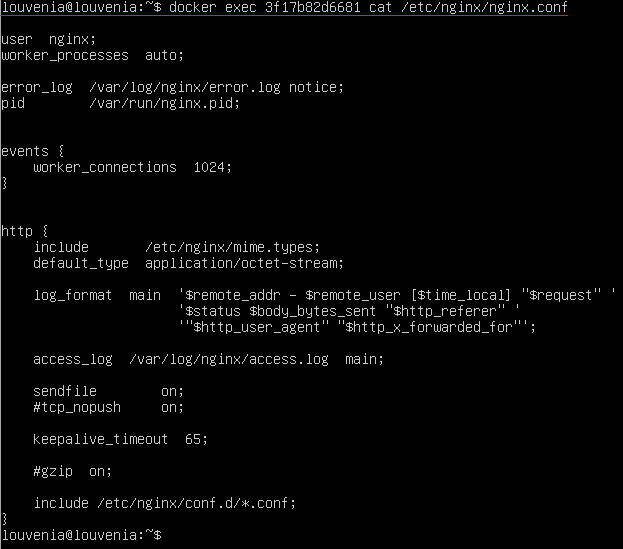 louvenia@louvenia:~$ docker exec 3f17b82d6681 cat /etc/nginx/nginx.conf
user  nginx;
worker_processes  auto;
error_log  /var/log/nginx/error.log notice;
pid        /var/run/nginx.pid;
events {
    worker_connections  1024;
}
http {
    include       /etc/nginx/mime.types;
    default_type  application/octet-stream;
    log_format  main  '$remote_addr - $remote_user [$time_local] "$request" '
                      '$status $body_bytes_sent "$http_referer" '
                      '"$http_user_agent" "$http_x_forwarded_for"';
    access_log  /var/log/nginx/access.log  main;
    sendfile        on;
    #tcp_nopush     on;
    keepalive_timeout  65;
    #gzip  on;
    include /etc/nginx/conf.d/*.conf;
}
louvenia@louvenia:~$